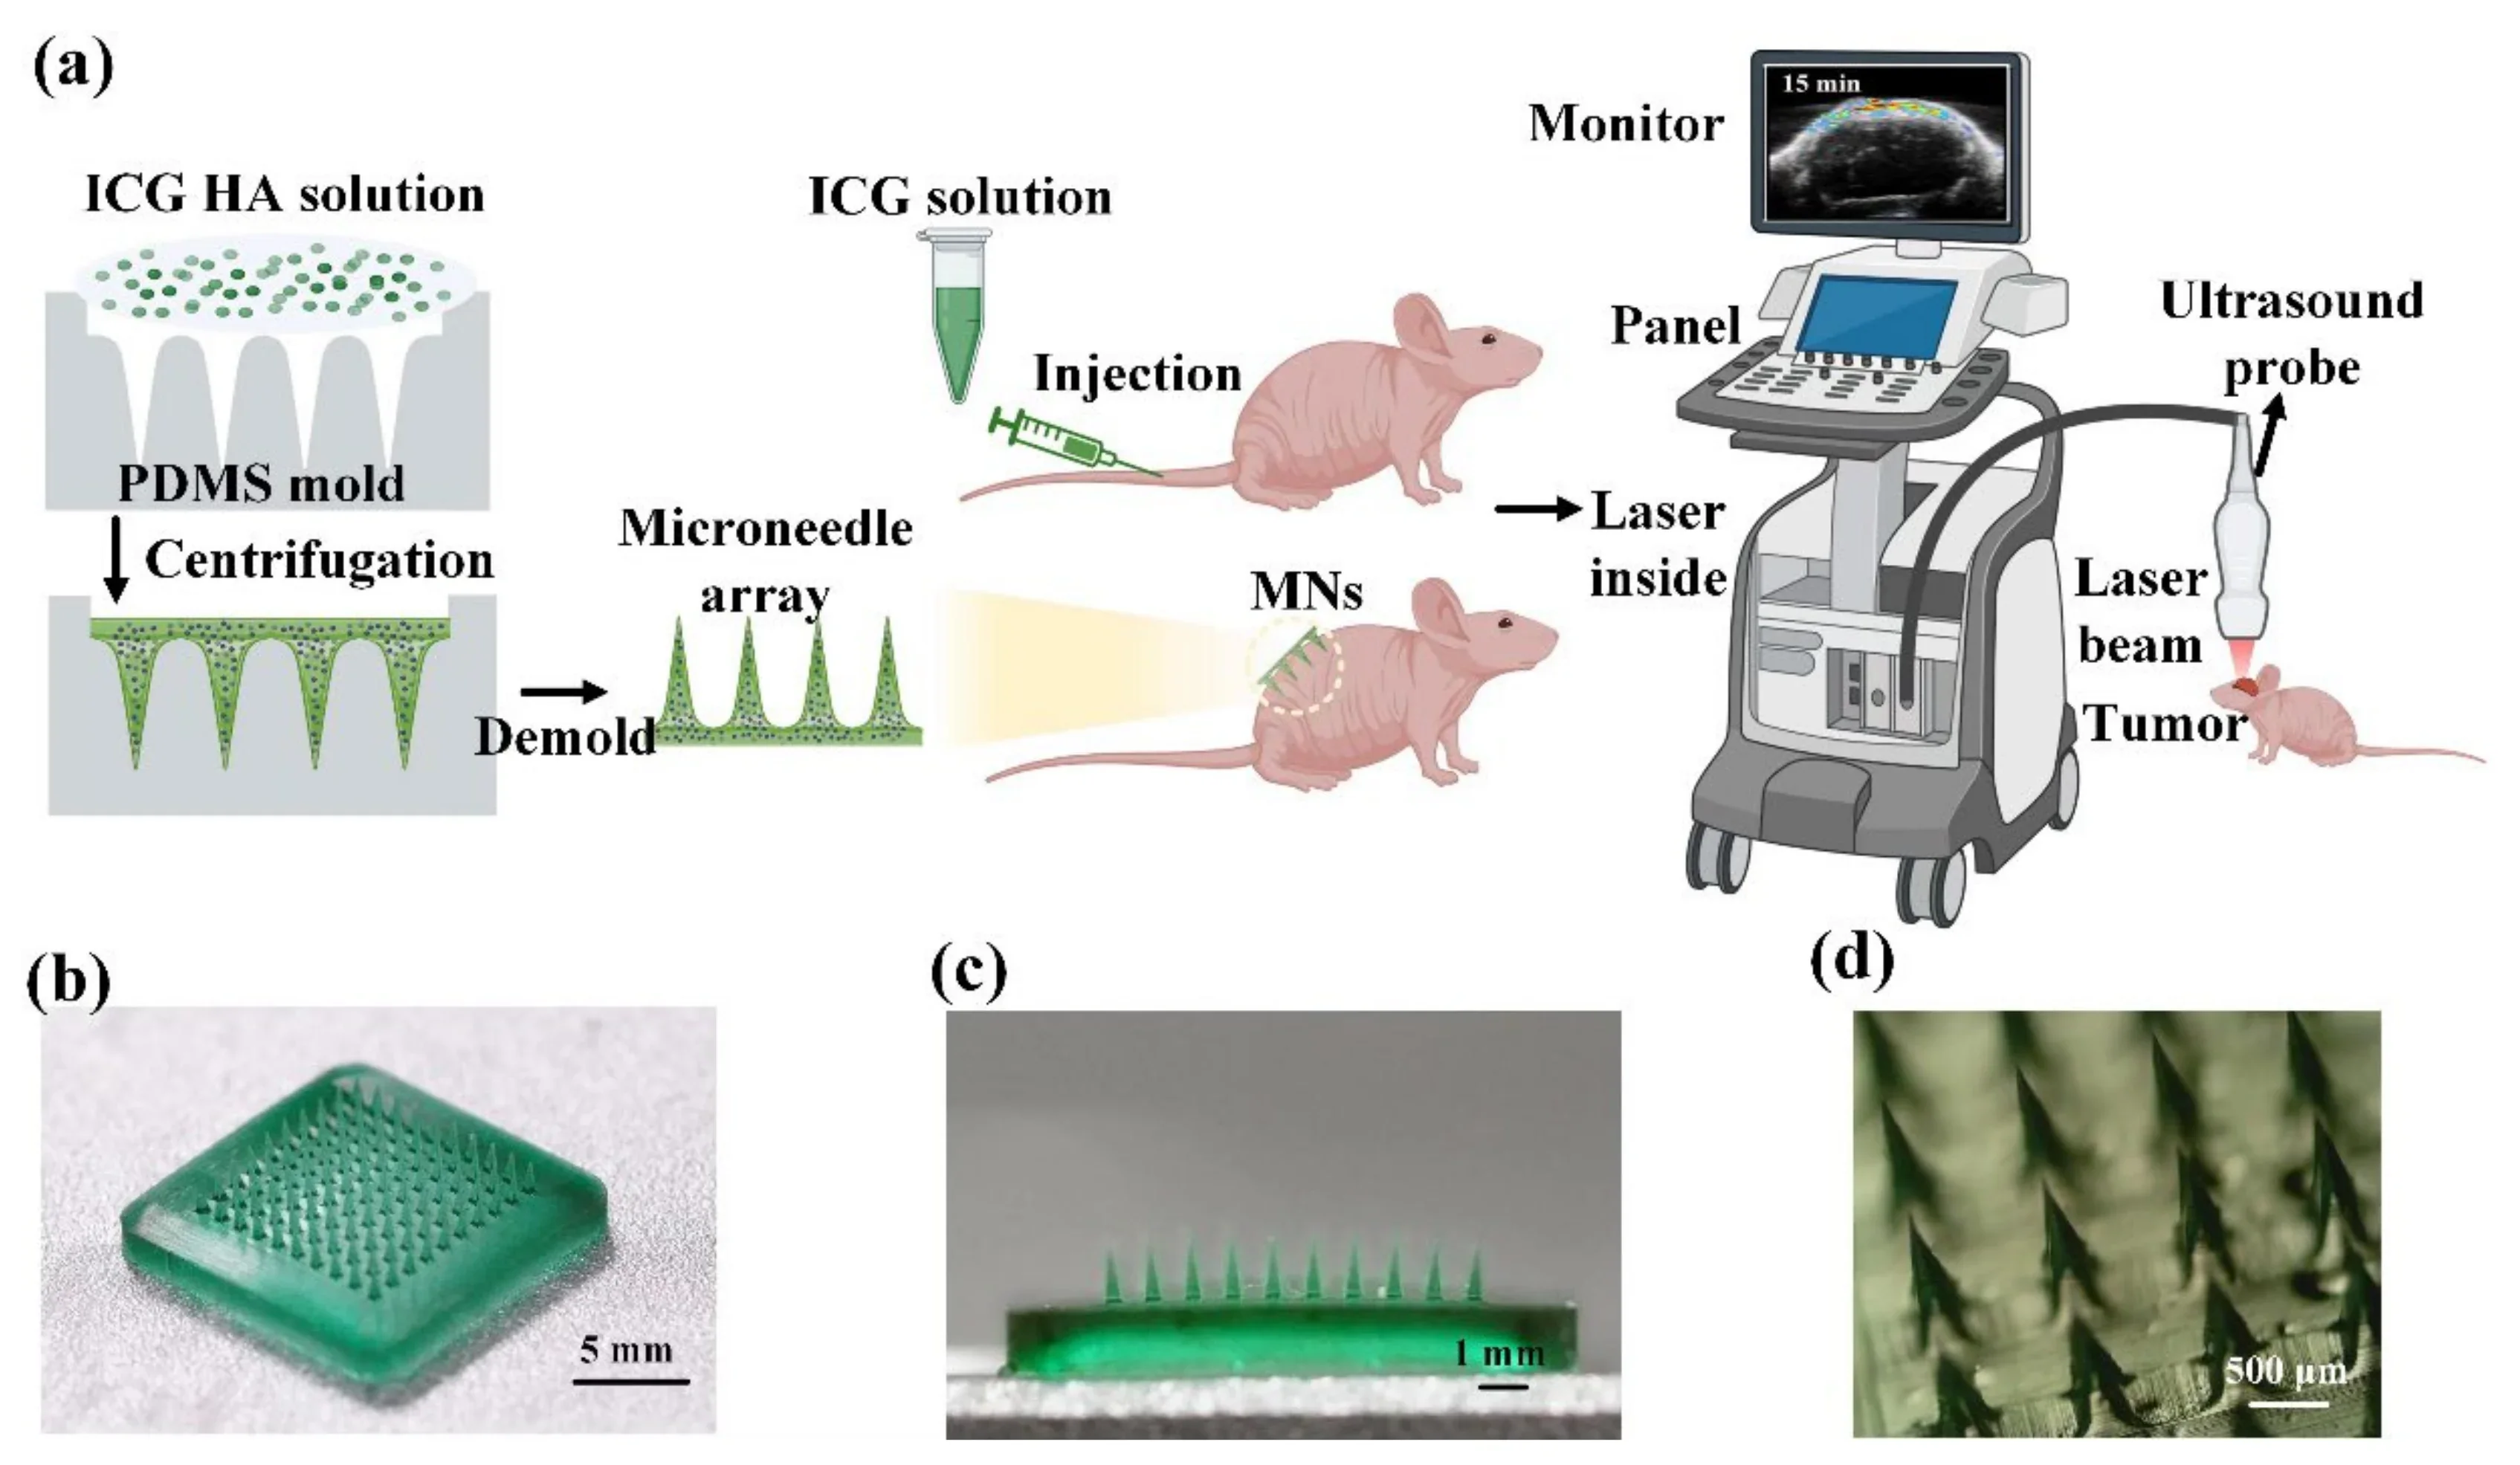 (a)
ICG HA solution
PDMS mold
Centrifugation
Demold
Microneedle
array
ICG solution
Injection
MNs
Monitor
15 min
Panel
Laser
inside
Ultrasound
probe
Laser
beam
Tumor
(b)
5 mm
(c)
1 mm
(d)
500 μm